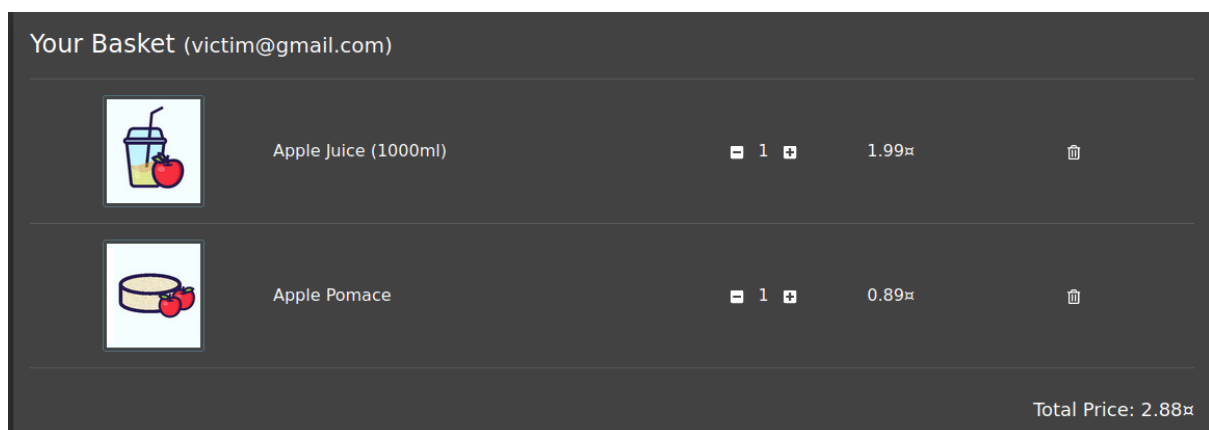 Your Basket (victim@gmail.com)
Apple Juice (1000ml) 1 1.99¤
Apple Pomace 1 0.89¤
Total Price: 2.88¤